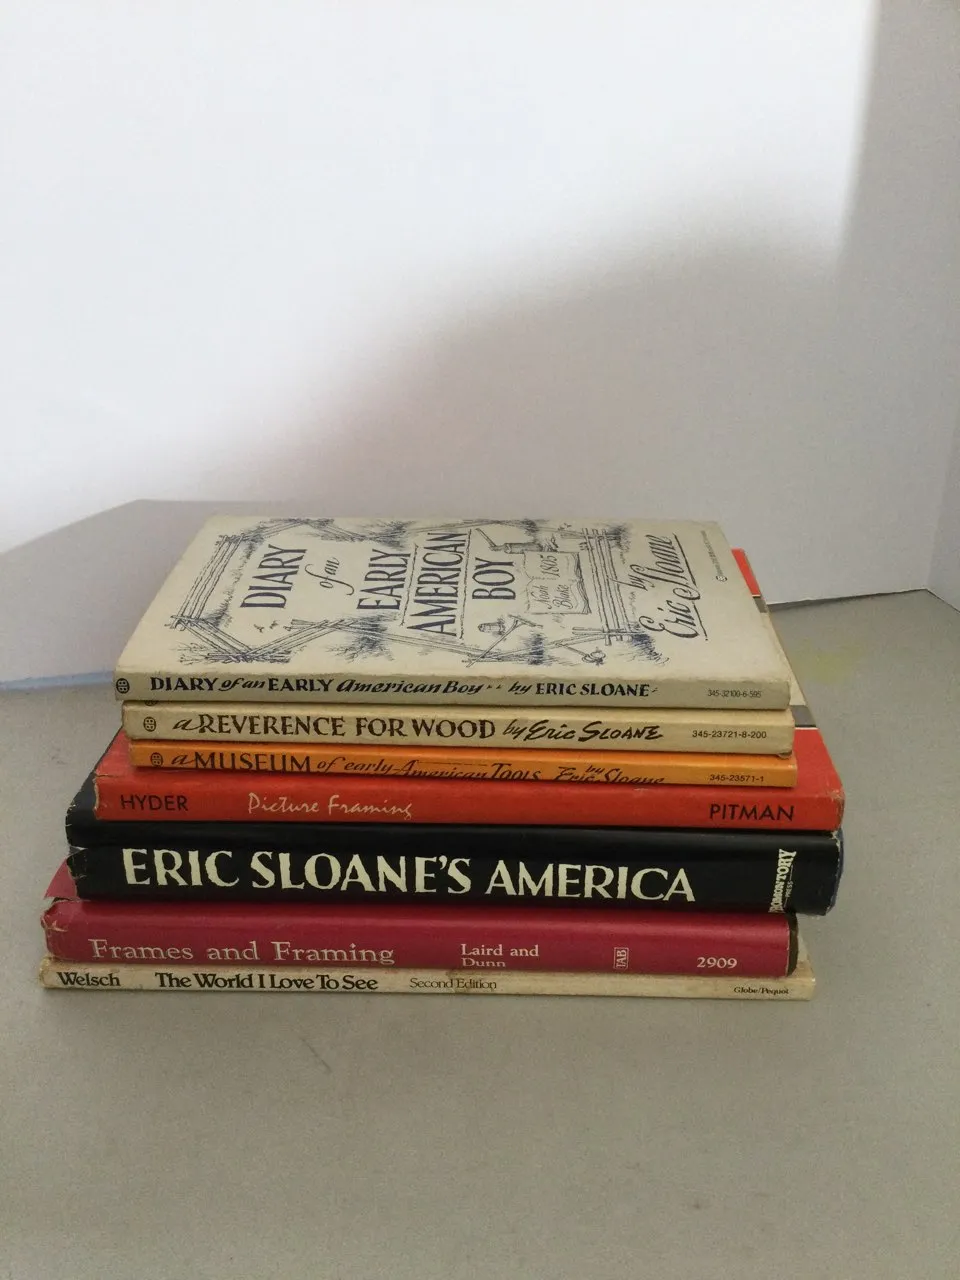 DIARY
of an
EARLY
AMERICAN
BOY
Noah
Blake
1805
by
Eric Sloane
DIARY of an EARLY American Boy·· by ERIC SLOANE· 345-32100-6-595
a REVERENCE FOR WOOD by Eric SLOANE 345-23721-8-200
a MUSEUM of early American TOOLS by Eric Sloane 345-23571-1
HYDER Picture Framing PITMAN
ERIC SLOANE'S AMERICA PROMONTORY PRESS
Frames and Framing Laird and Dunn TAB 2909
Welsch The World I Love To See Second Edition Globe/Pequot